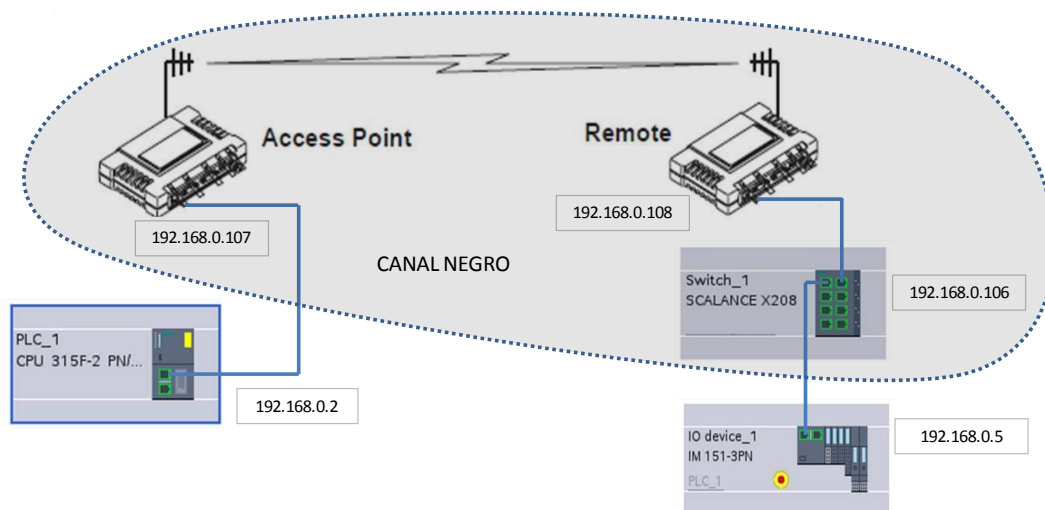 Access Point
Remote
192.168.0.107
192.168.0.108
CANAL NEGRO
Switch_1
SCALANCE X208
192.168.0.106
PLC_1
CPU 315F-2 PN/...
192.168.0.2
IO device_1
IM 151-3PN
PLC_1
192.168.0.5